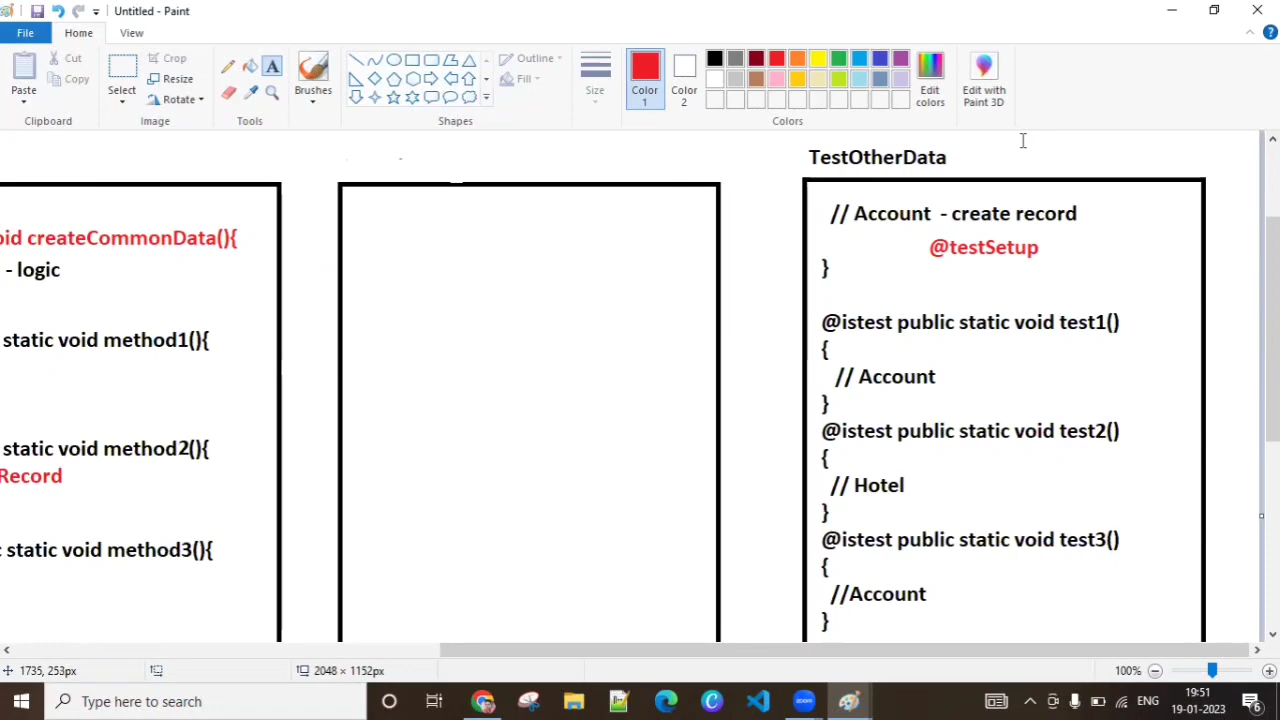 Untitled - Paint
File
Home
View
Paste
Cut
Copy
Clipboard
Select
Crop
Resize
Rotate
Image
Tools
Brushes
Shapes
Outline
Fill
Size
Color 1
Color 2
Edit colors
Colors
Edit with Paint 3D
oid createCommonData(){
- logic
static void method1(){
static void method2(){
Record
static void method3(){
TestOtherData
// Account - create record
@testSetup
}
@istest public static void test1()
{
// Account
}
@istest public static void test2()
{
// Hotel
}
@istest public static void test3()
{
//Account
}
1735, 253px
2048 × 1152px
100%
Type here to search
zoom
ENG
19:51
19-01-2023
6